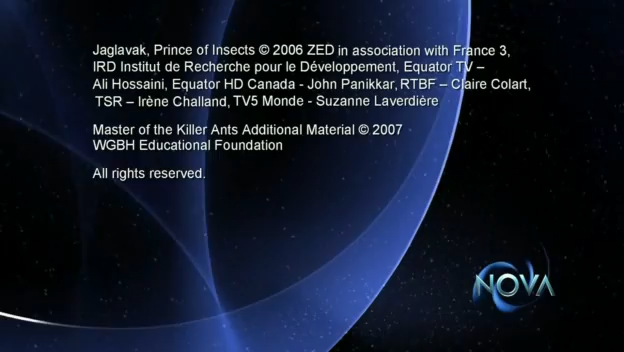 Jaglavak, Prince of Insects © 2006 ZED in association with France 3,
IRD Institut de Recherche pour le Développement, Equator TV –
Ali Hossaini, Equator HD Canada - John Panikkar, RTBF – Claire Colart,
TSR – Irène Challand, TV5 Monde - Suzanne Laverdière
Master of the Killer Ants Additional Material © 2007
WGBH Educational Foundation
All rights reserved.
NOVA